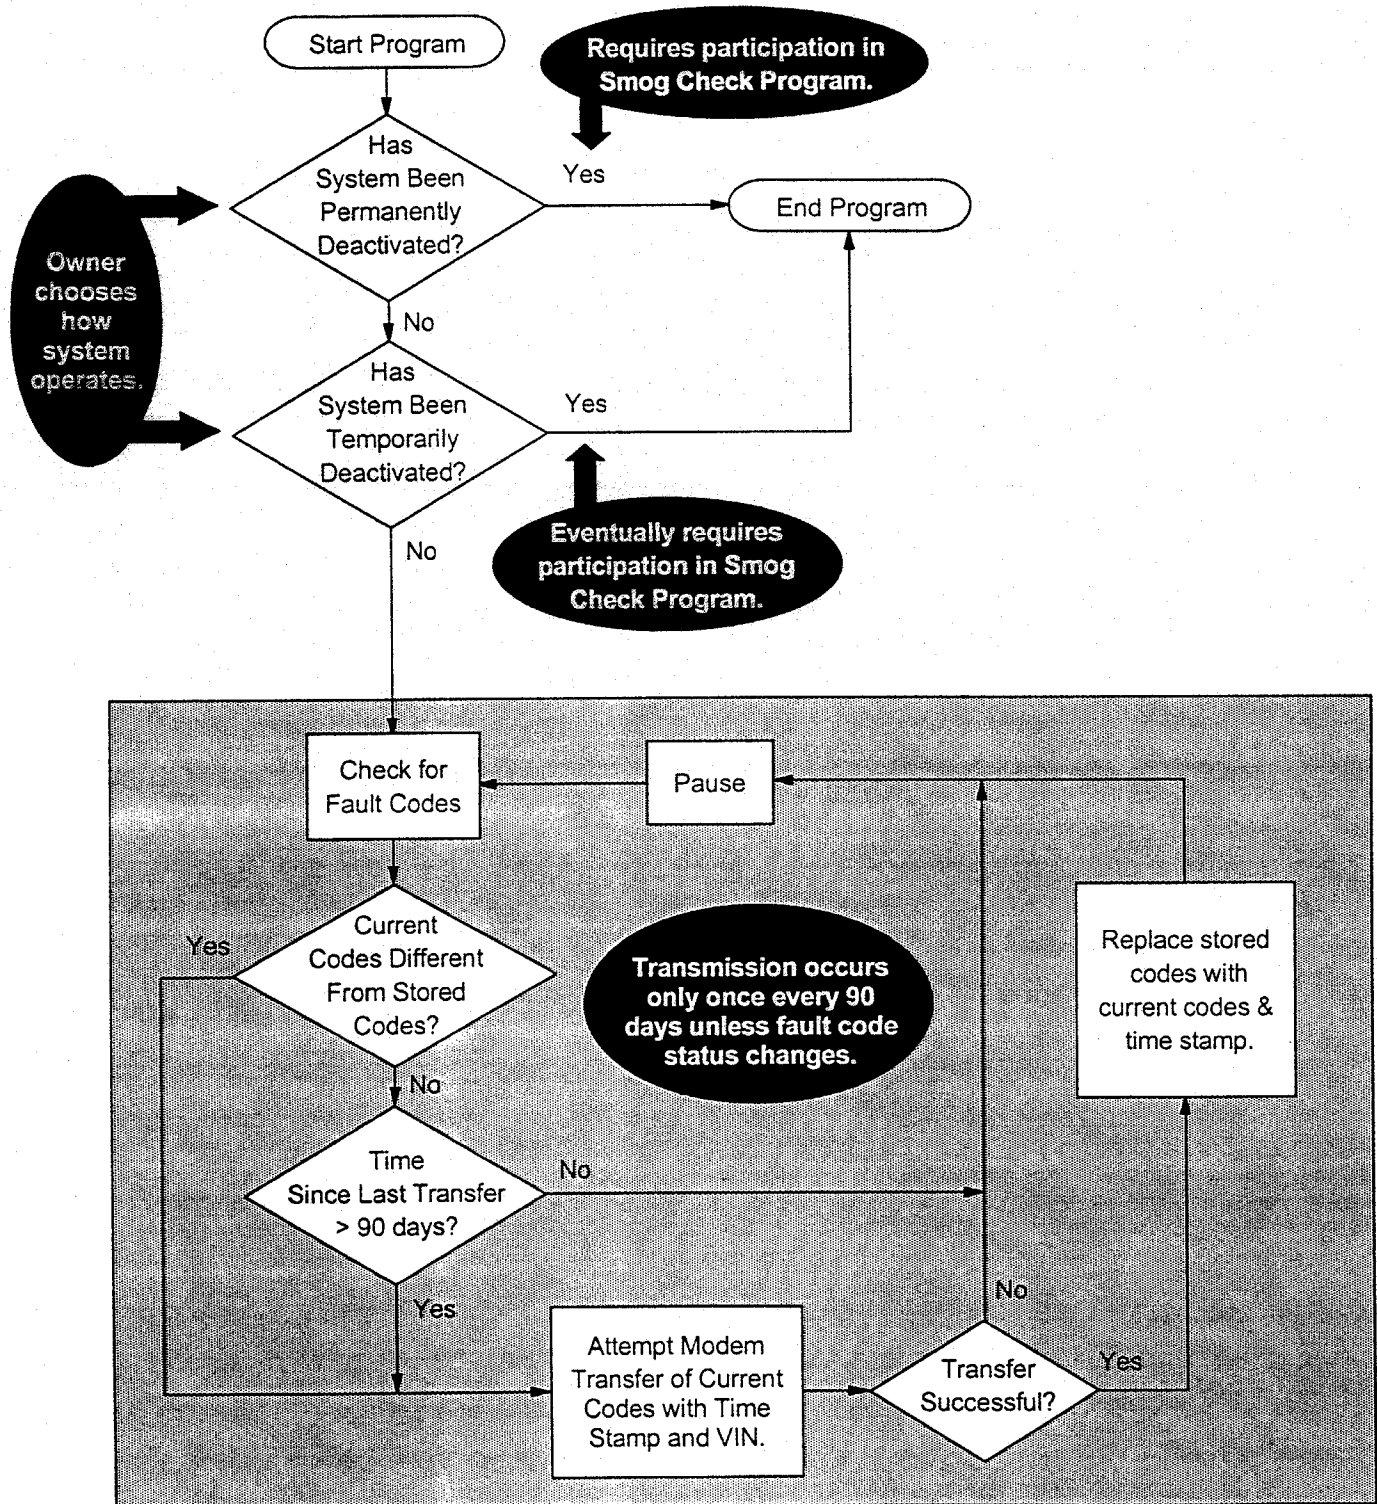 Start Program
Requires participation in
Smog Check Program.
Has
System Been
Permanently
Deactivated?
Yes
End Program
Owner
chooses
how
system
operates.
No
Has
System Been
Temporarily
Deactivated?
Yes
Eventually requires
participation in Smog
Check Program.
No
Check for
Fault Codes
Pause
Current
Codes Different
From Stored
Codes?
Yes
Transmission occurs
only once every 90
days unless fault code
status changes.
Replace stored
codes with
current codes &
time stamp.
No
Time
Since Last Transfer
> 90 days?
No
Yes
Attempt Modem
Transfer of Current
Codes with Time
Stamp and VIN.
No
Transfer
Successful?
Yes